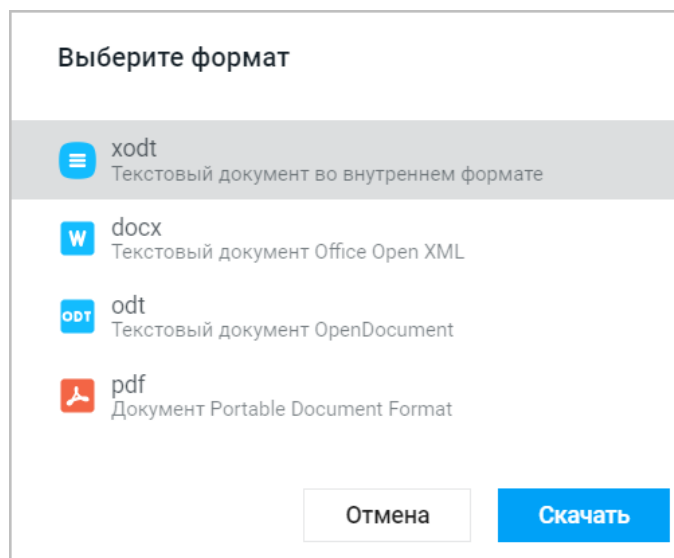 Выберите формат
xodt
Текстовый документ во внутреннем формате
W
docx
Текстовый документ Office Open XML
ODT
odt
Текстовый документ OpenDocument
pdf
Документ Portable Document Format
Отмена
Скачать